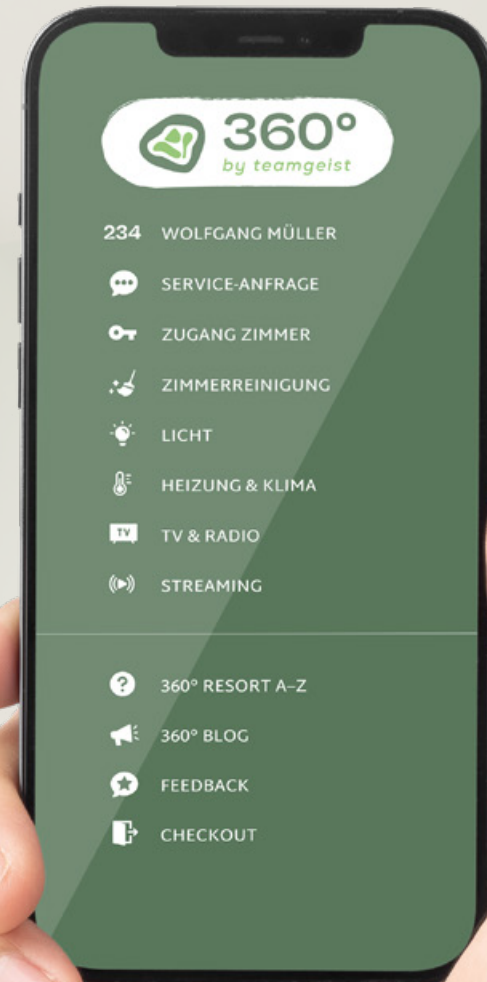 360°
by teamgeist
234 WOLFGANG MÜLLER
SERVICE-ANFRAGE
ZUGANG ZIMMER
ZIMMERREINIGUNG
LICHT
HEIZUNG & KLIMA
TV
TV & RADIO
STREAMING
360° RESORT A–Z
360° BLOG
FEEDBACK
CHECKOUT